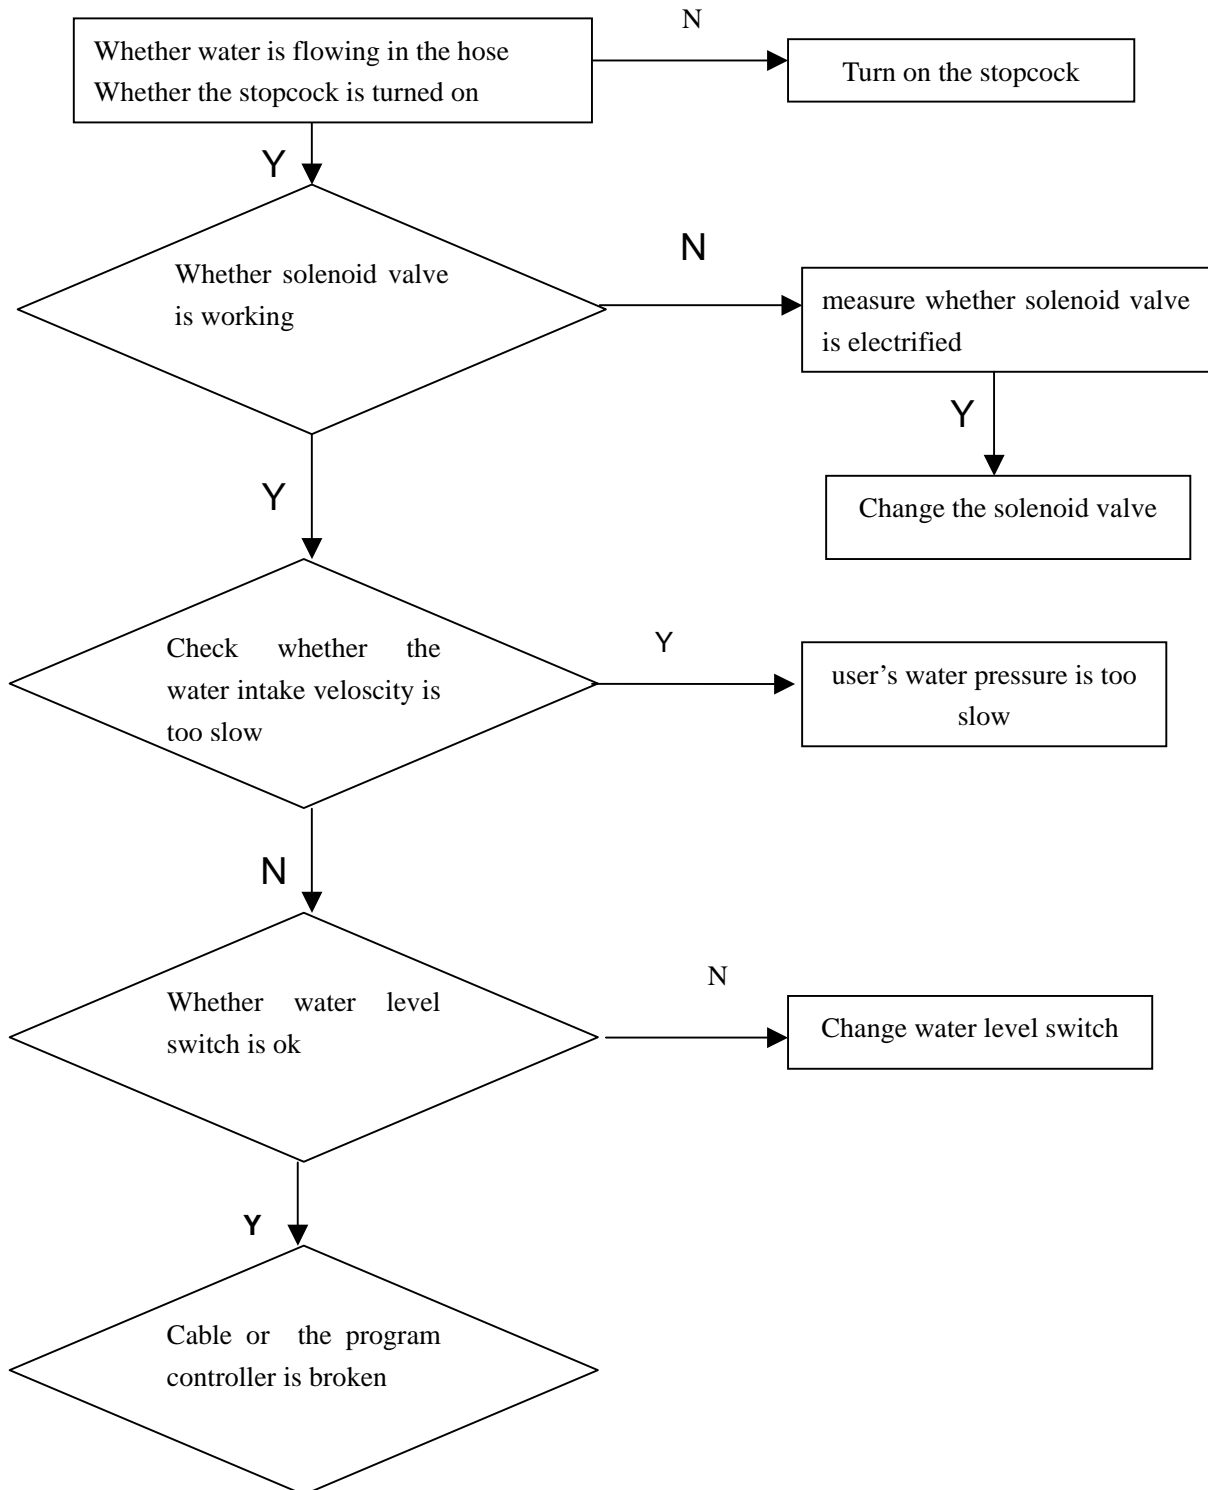 N
Whether water is flowing in the hose
Whether the stopcock is turned on
Turn on the stopcock
Y
N
Whether solenoid valve
is working
measure whether solenoid valve
is electrified
Y
Change the solenoid valve
Y
Check whether the
water intake veloscity is
too slow
Y
user’s water pressure is too
slow
N
N
Whether water level
switch is ok
Change water level switch
Y
Cable or the program
controller is broken